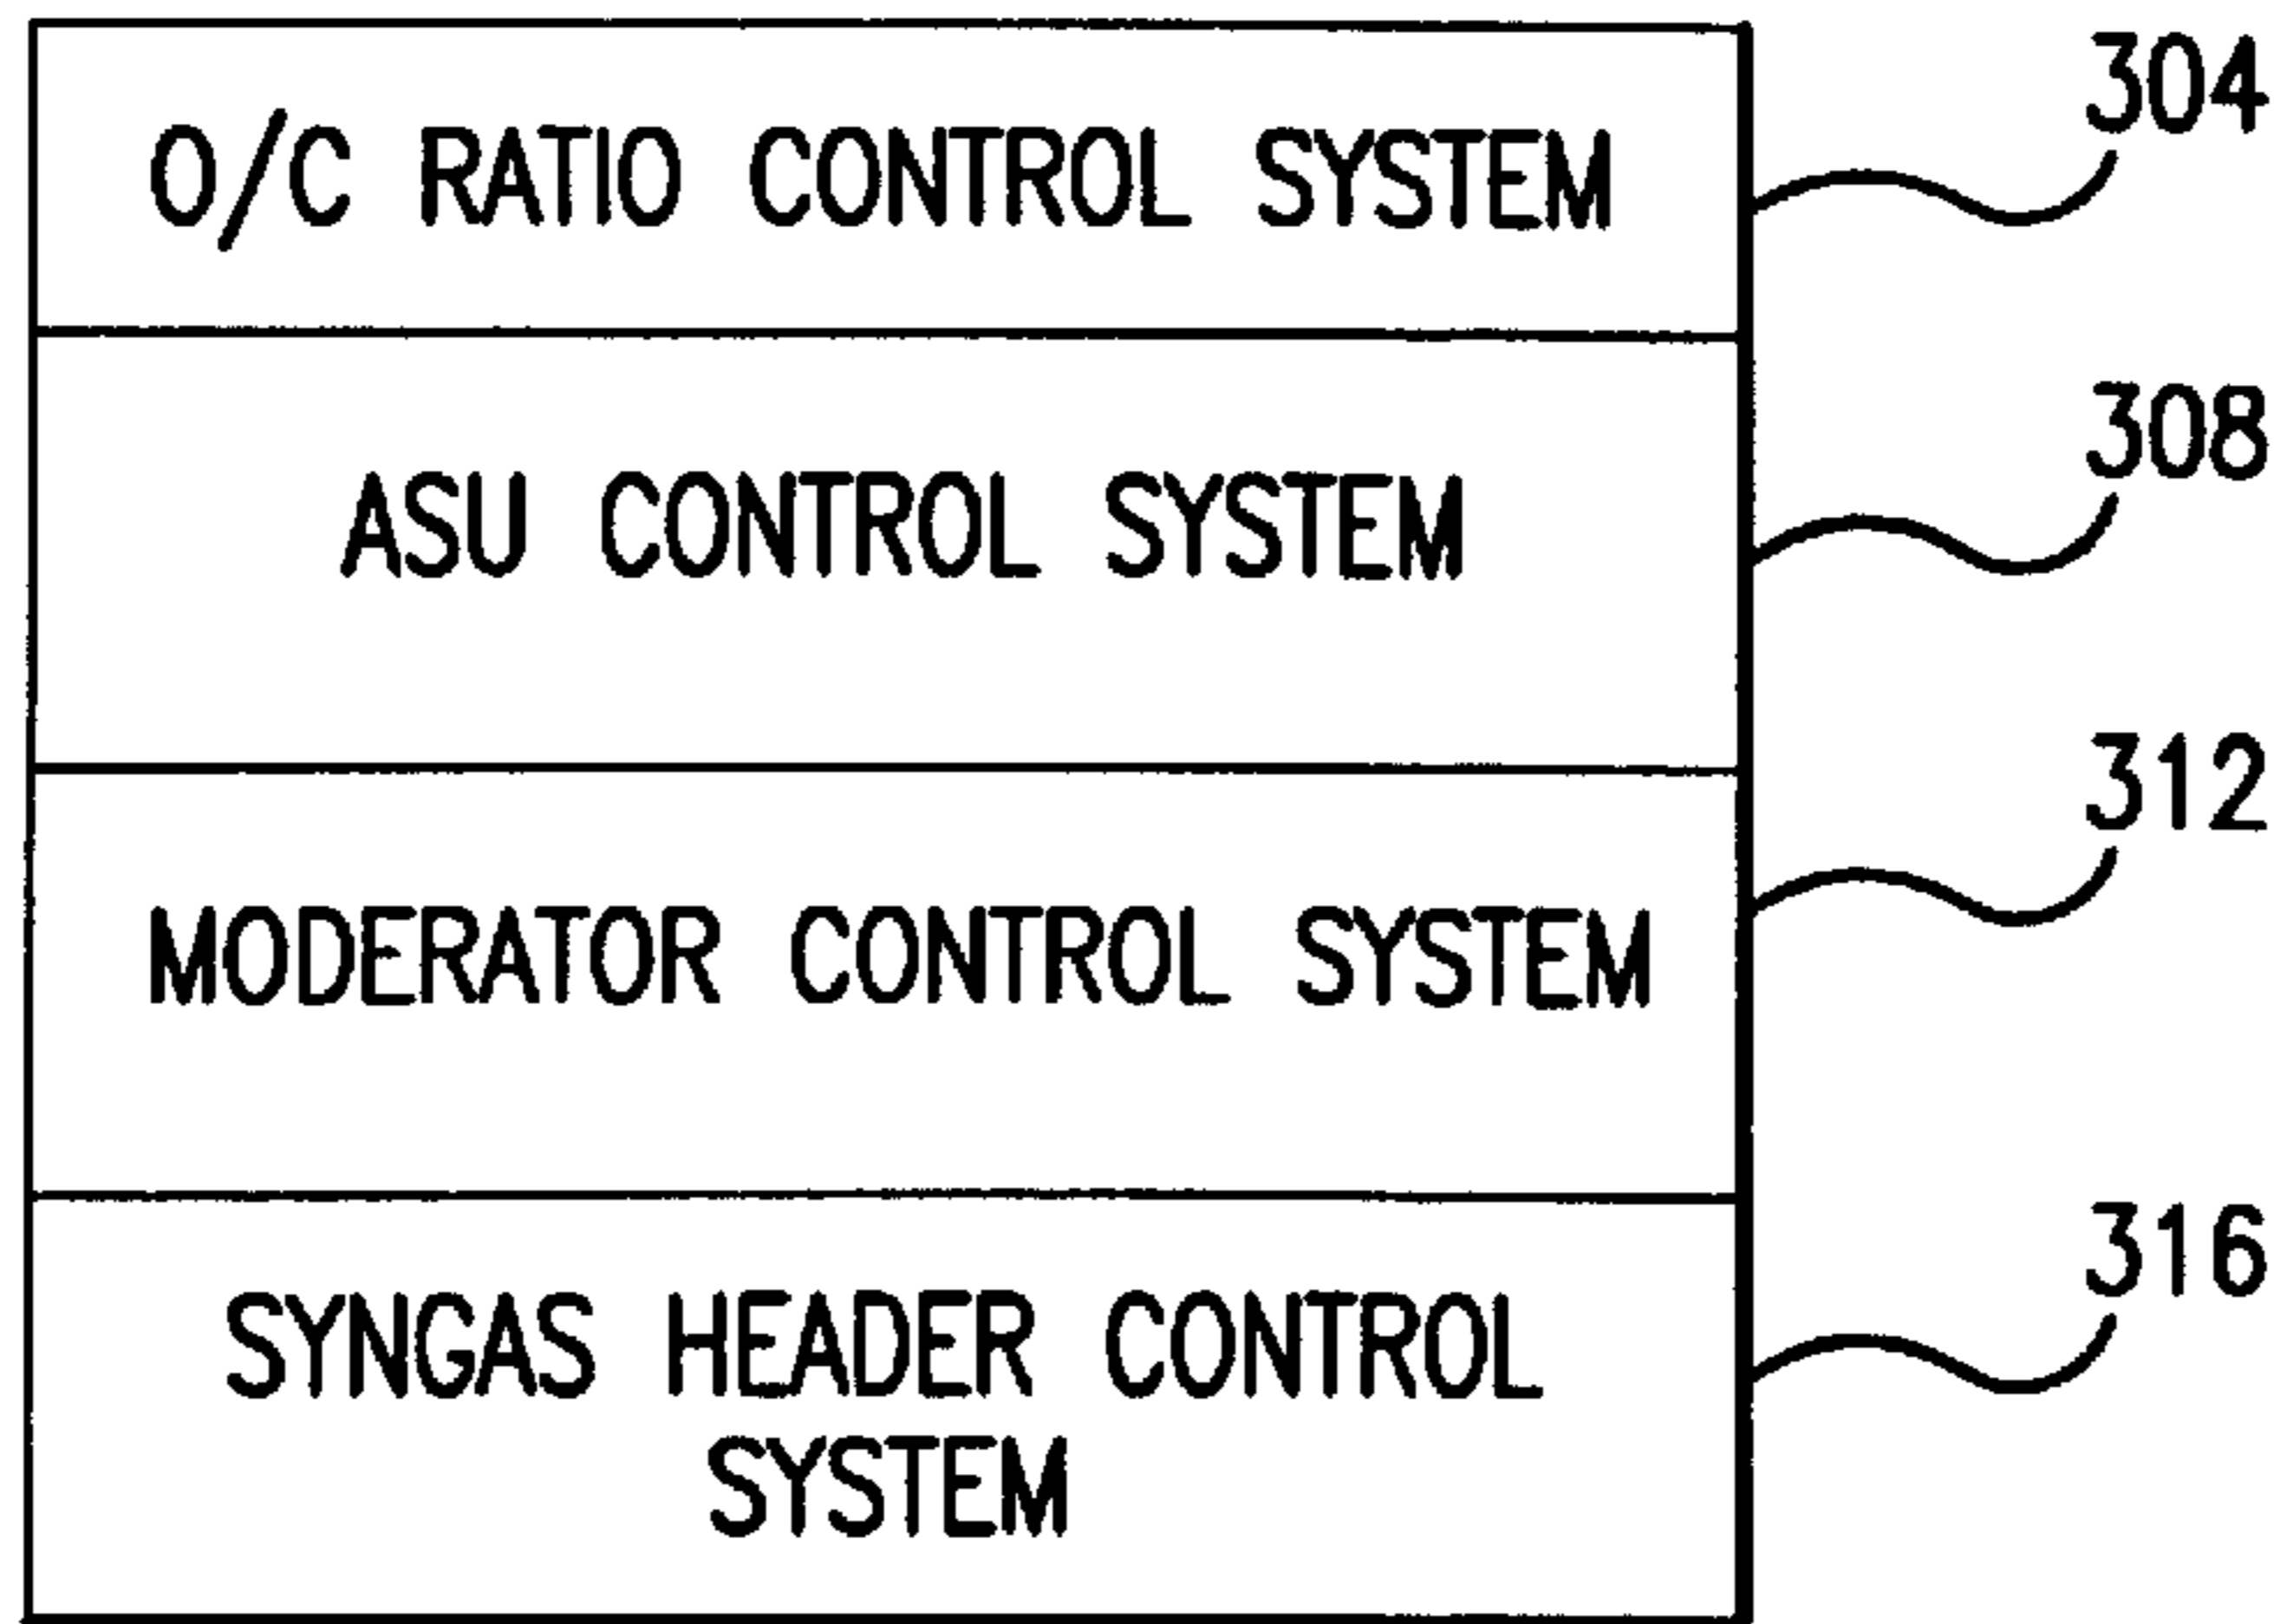 O/C RATIO CONTROL SYSTEM
304
ASU CONTROL SYSTEM
308
MODERATOR CONTROL SYSTEM
312
SYNGAS HEADER CONTROL
SYSTEM
316